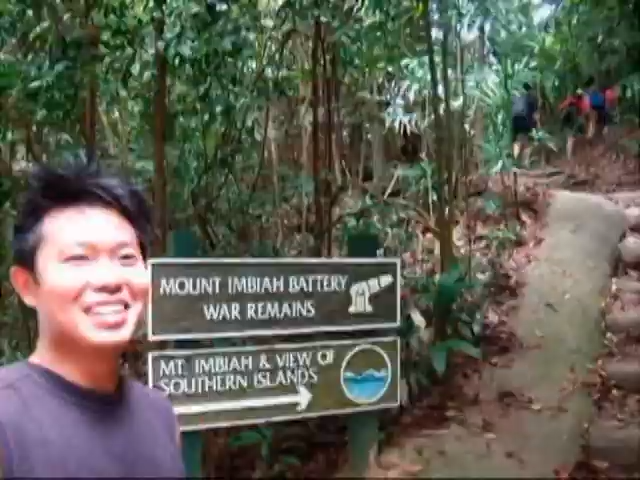 MOUNT IMBIAH BATTERY
WAR REMAINS
MT. IMBIAH & VIEW OF
SOUTHERN ISLANDS